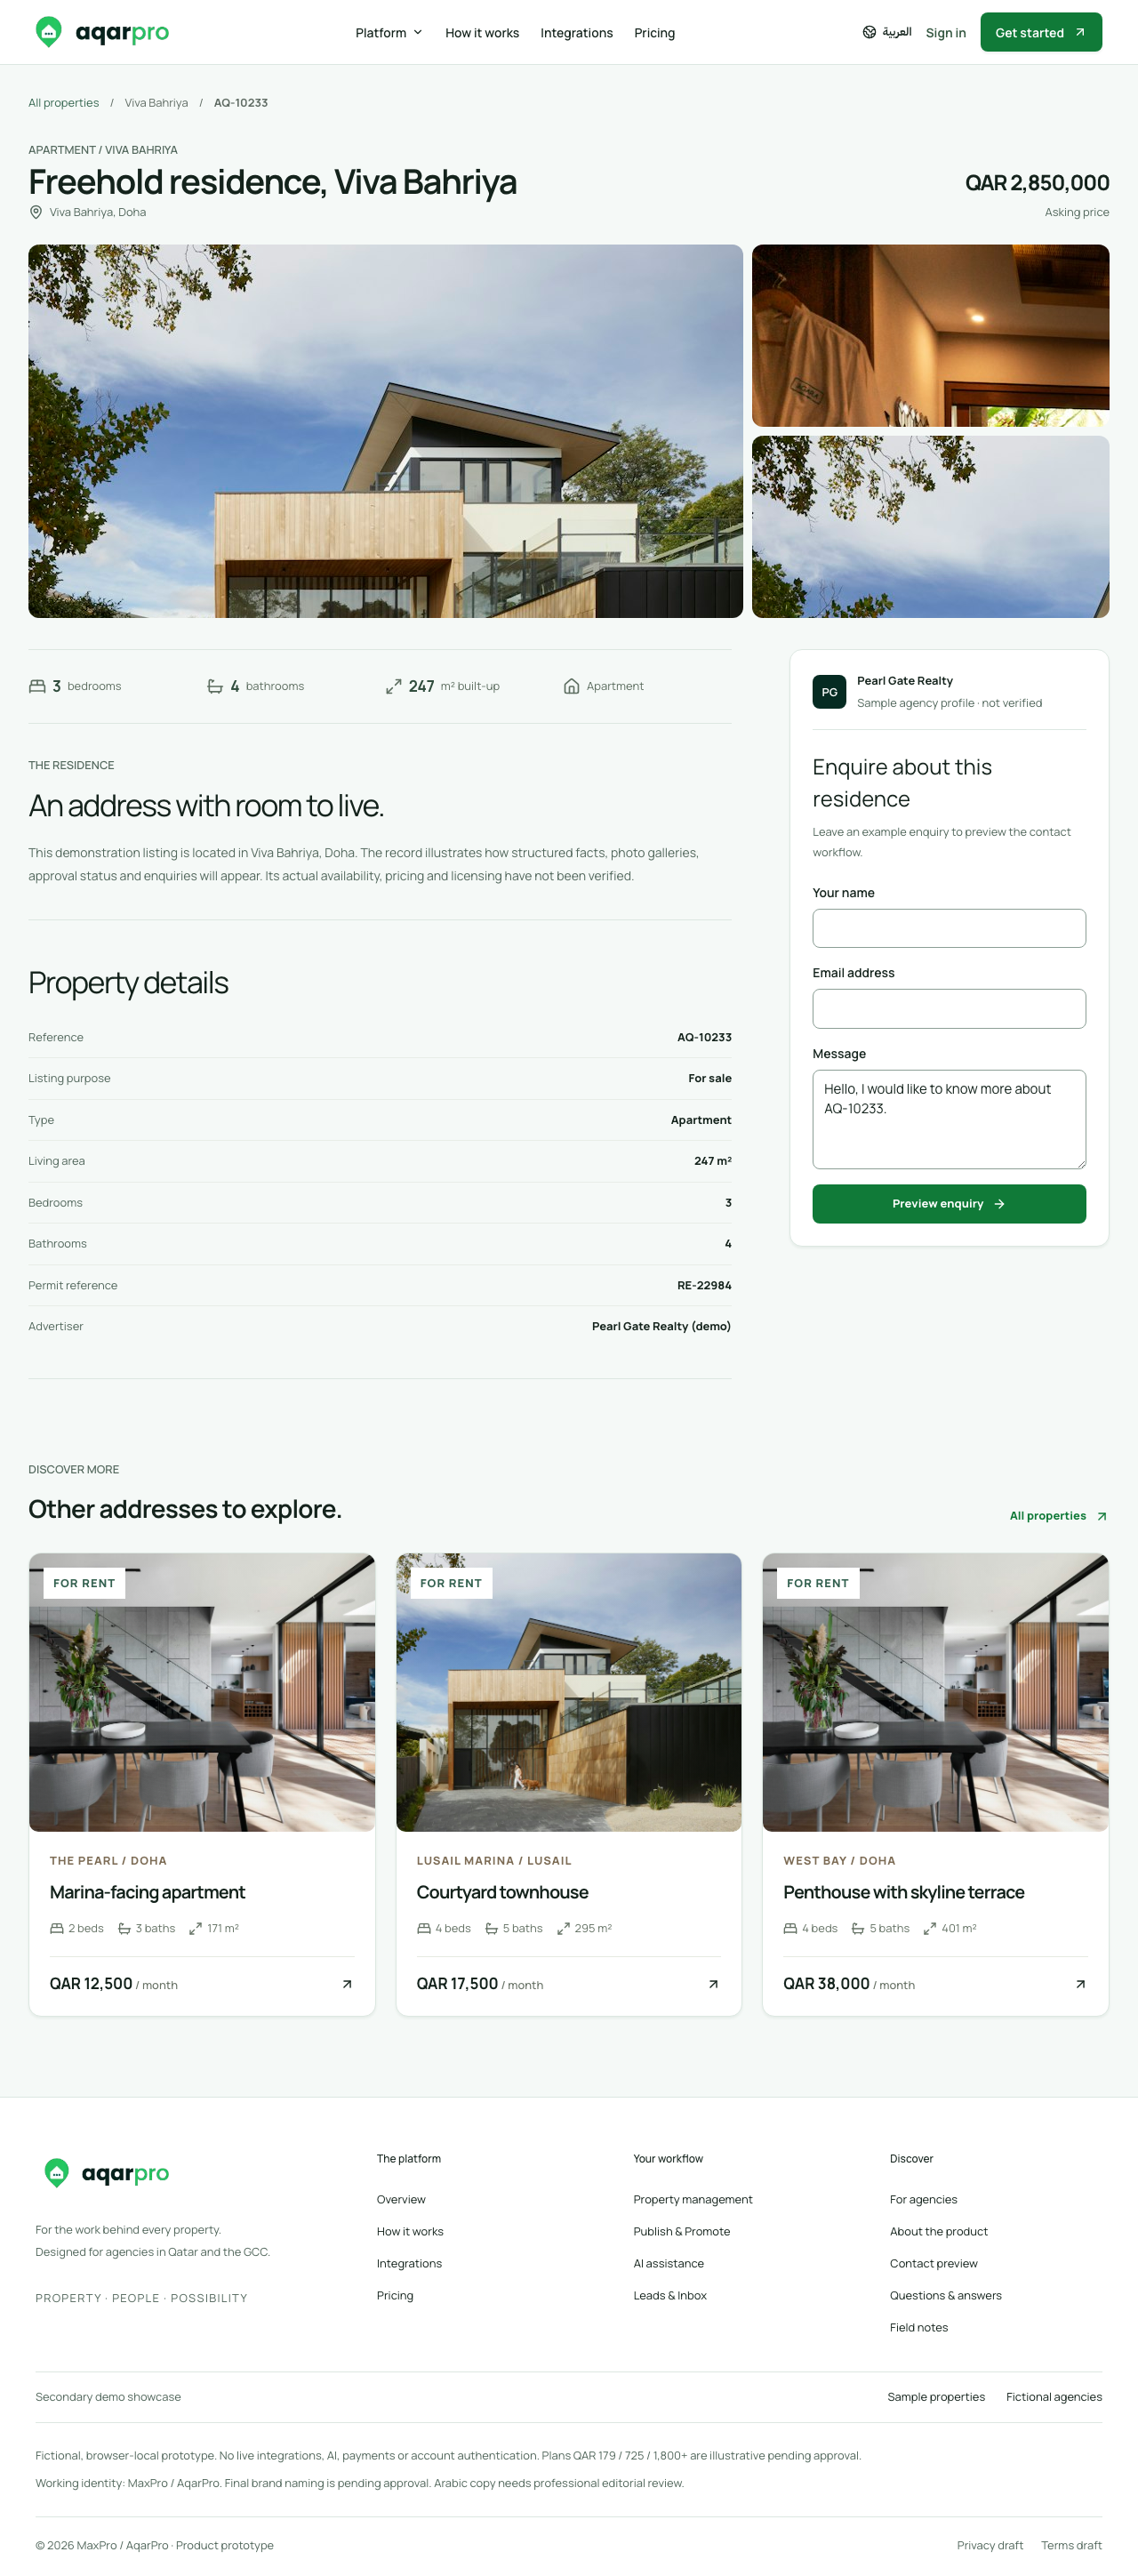 aqarpro
Platform
How it works
Integrations
Pricing
العربية
Sign in
Get started
All properties / Viva Bahriya / AQ-10233
APARTMENT / VIVA BAHRIYA
Freehold residence, Viva Bahriya
QAR 2,850,000
Viva Bahriya, Doha
Asking price
3 bedrooms
4 bathrooms
247 m² built-up
Apartment
PG
Pearl Gate Realty
Sample agency profile · not verified
THE RESIDENCE
An address with room to live.
This demonstration listing is located in Viva Bahriya, Doha. The record illustrates how structured facts, photo galleries,
approval status and enquiries will appear. Its actual availability, pricing and licensing have not been verified.
Enquire about this
residence
Leave an example enquiry to preview the contact
workflow.
Your name
Email address
Message
Hello, I would like to know more about
AQ-10233.
Preview enquiry
Property details
Reference AQ-10233
Listing purpose For sale
Type Apartment
Living area 247 m²
Bedrooms 3
Bathrooms 4
Permit reference RE-22984
Advertiser Pearl Gate Realty (demo)
DISCOVER MORE
Other addresses to explore.
All properties
FOR RENT
THE PEARL / DOHA
Marina-facing apartment
2 beds 3 baths 171 m²
QAR 12,500 / month
FOR RENT
LUSAIL MARINA / LUSAIL
Courtyard townhouse
4 beds 5 baths 295 m²
QAR 17,500 / month
FOR RENT
WEST BAY / DOHA
Penthouse with skyline terrace
4 beds 5 baths 401 m²
QAR 38,000 / month
aqarpro
For the work behind every property.
Designed for agencies in Qatar and the GCC.
PROPERTY · PEOPLE · POSSIBILITY
The platform
Overview
How it works
Integrations
Pricing
Your workflow
Property management
Publish & Promote
AI assistance
Leads & Inbox
Discover
For agencies
About the product
Contact preview
Questions & answers
Field notes
Secondary demo showcase
Sample properties
Fictional agencies
Fictional, browser-local prototype. No live integrations, AI, payments or account authentication. Plans QAR 179 / 725 / 1,800+ are illustrative pending approval.
Working identity: MaxPro / AqarPro. Final brand naming is pending approval. Arabic copy needs professional editorial review.
© 2026 MaxPro / AqarPro · Product prototype
Privacy draft
Terms draft